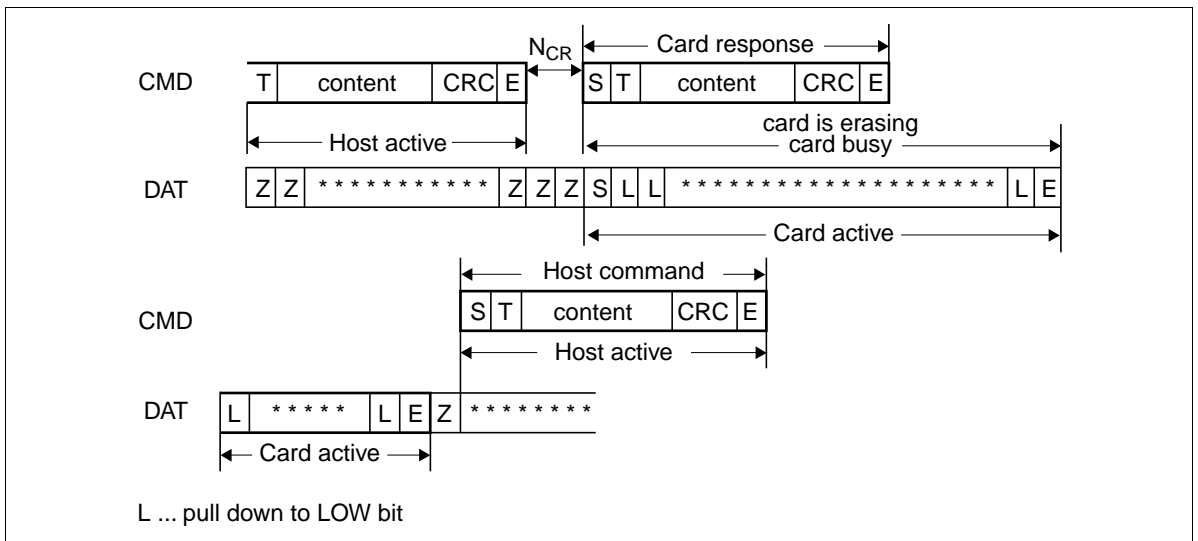 N_CR Card response
CMD T content CRC E S T content CRC E
card is erasing
Host active card busy
DAT Z Z * * * * * * * * * * * Z Z Z S L L * * * * * * * * * * * * * * * * * * * * L E
Card active
Host command
CMD S T content CRC E
Host active
DAT L * * * * * L E Z * * * * * * * *
Card active
L ... pull down to LOW bit